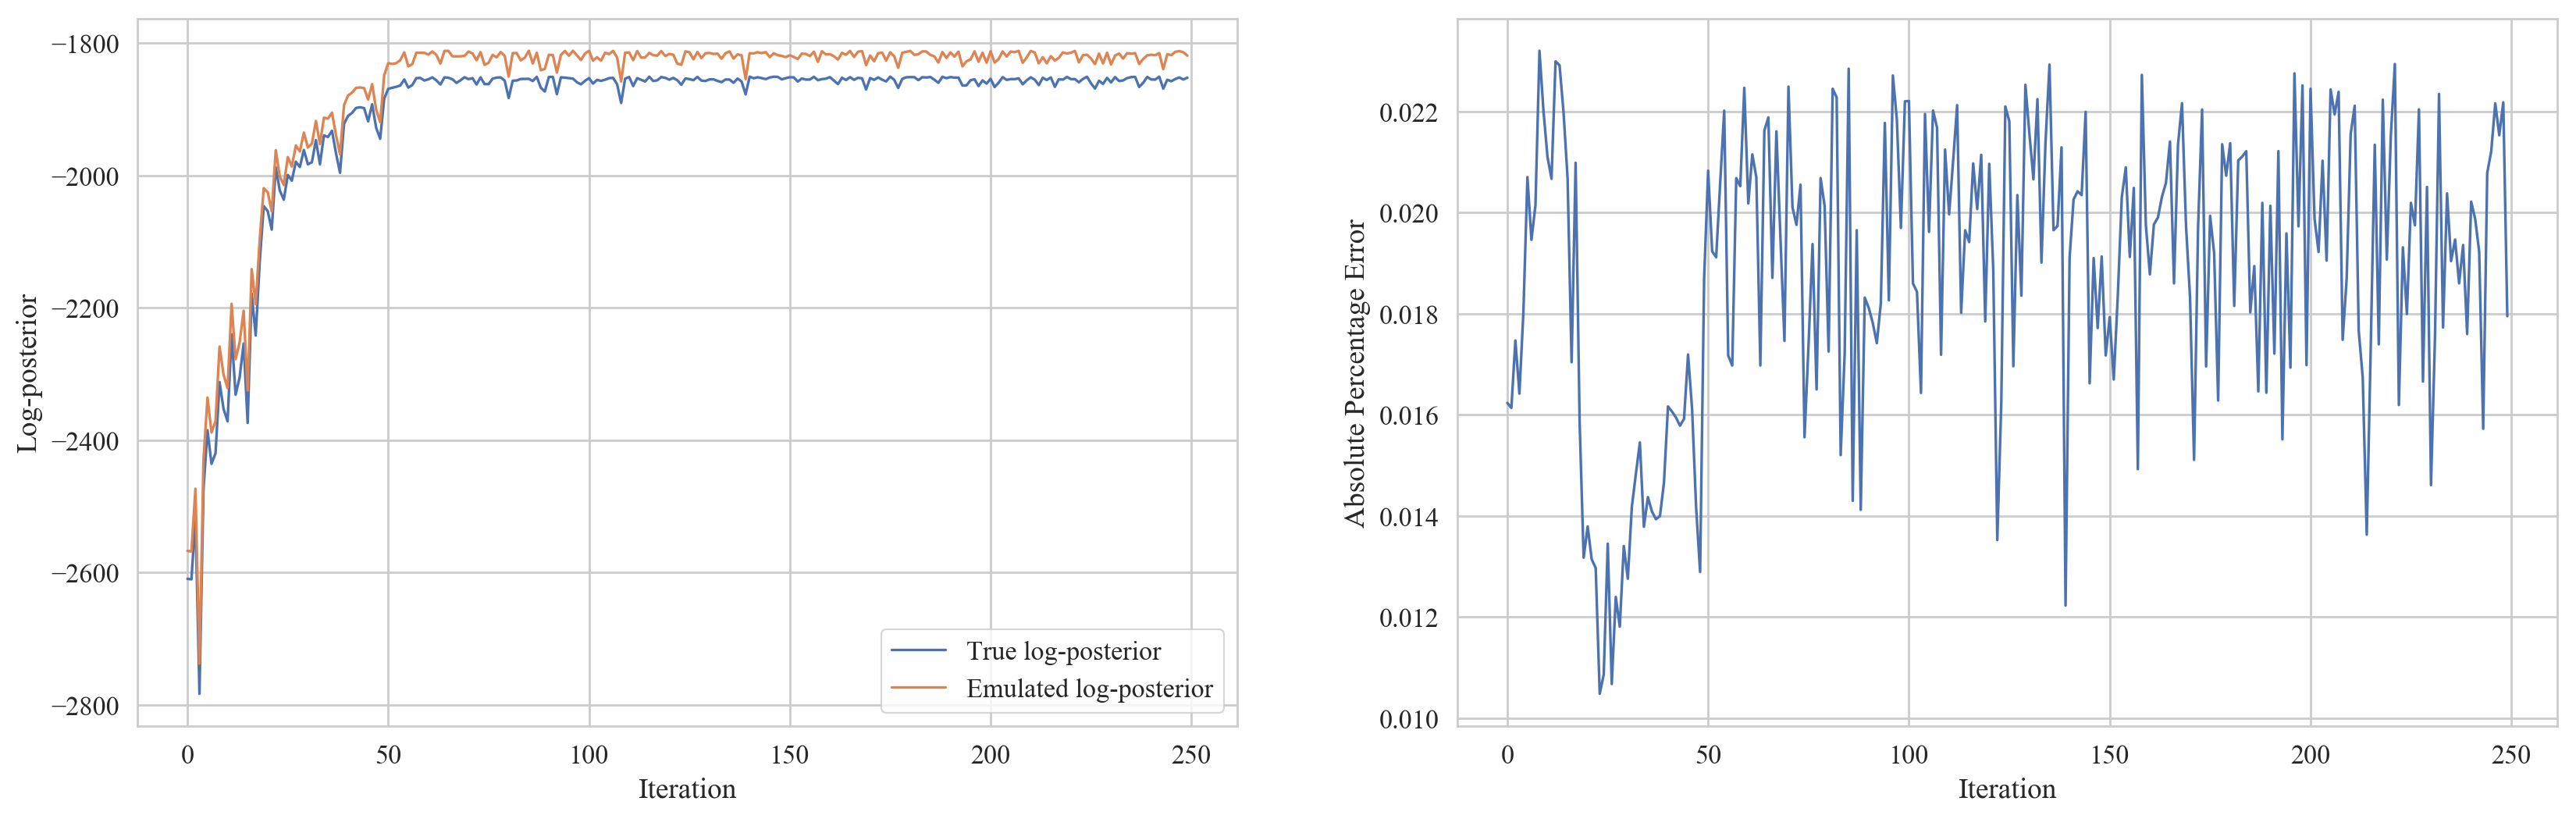 Log-posterior
−1800
−2000
−2200
−2400
−2600
−2800
0 50 100 150 200 250
Iteration
True log-posterior
Emulated log-posterior
Absolute Percentage Error
0.022
0.020
0.018
0.016
0.014
0.012
0.010
0 50 100 150 200 250
Iteration